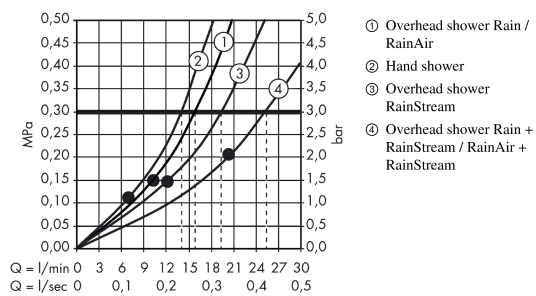 0,50
0,45
0,40
0,35
0,30
0,25
0,20
0,15
0,10
0,05
0,00
MPa
5,0
4,5
4,0
3,5
3,0
2,5
2,0
1,5
1,0
0,5
0,0
bar
2
1
3
4
Q = l/min 0 3 6 9 12 15 18 21 24 27 30
Q = l/sec 0 0,1 0,2 0,3 0,4 0,5
① Overhead shower Rain /
RainAir
② Hand shower
③ Overhead shower
RainStream
④ Overhead shower Rain +
RainStream / RainAir +
RainStream